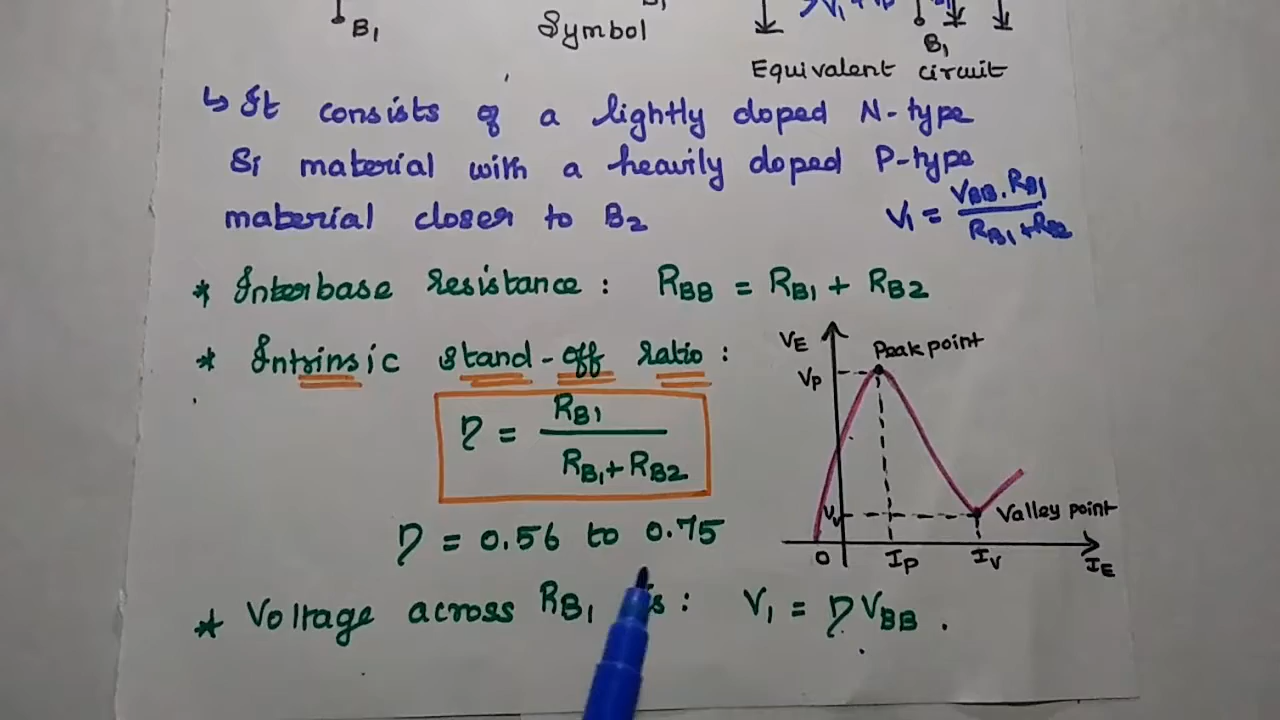 B1
Symbol
B1
Equivalent circuit
↳ It consists of a lightly doped N-type
Si material with a heavily doped P-type
material closer to B2
V1 = VBB . RB1 / RB1 + RB2
* Interbase resistance : RBB = RB1 + RB2
* Intrinsic stand-off ratio :
η = RB1 / RB1 + RB2
η = 0.56 to 0.75
* Voltage across RB1 is : V1 = η VBB .
VE
Peak point
VP
Vv
Valley point
0
IP
IV
IE